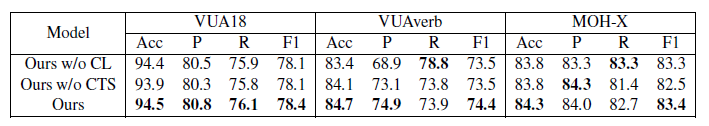 Model VUA18 VUAverb MOH-X
Acc P R F1 Acc P R F1 Acc P R F1
Ours w/o CL 94.4 80.5 75.9 78.1 83.4 68.9 78.8 73.5 83.8 83.3 83.3 83.3
Ours w/o CTS 93.9 80.3 75.8 78.1 84.1 73.1 73.8 73.5 83.8 84.3 81.4 82.5
Ours 94.5 80.8 76.1 78.4 84.7 74.9 73.9 74.4 84.3 84.0 82.7 83.4